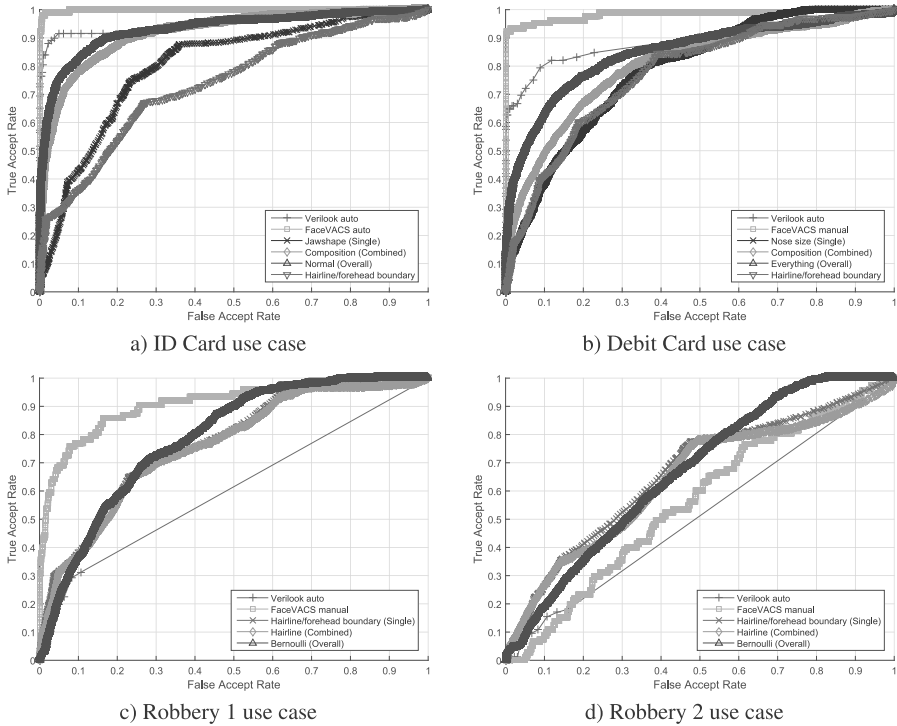 True Accept Rate
1
0.9
0.8
0.7
0.6
0.5
0.4
0.3
0.2
0.1
0
Verilook auto
FaceVACS auto
Jawshape (Single)
Composition (Combined)
Normal (Overall)
Hairline/forehead boundary
0 0.1 0.2 0.3 0.4 0.5 0.6 0.7 0.8 0.9 1
False Accept Rate
a) ID Card use case
True Accept Rate
1
0.9
0.8
0.7
0.6
0.5
0.4
0.3
0.2
0.1
0
Verilook auto
FaceVACS manual
Nose size (Single)
Composition (Combined)
Everything (Overall)
Hairline/forehead boundary
0 0.1 0.2 0.3 0.4 0.5 0.6 0.7 0.8 0.9 1
False Accept Rate
b) Debit Card use case
True Accept Rate
1
0.9
0.8
0.7
0.6
0.5
0.4
0.3
0.2
0.1
0
Verilook auto
FaceVACS manual
Hairline/forehead boundary (Single)
Hairline (Combined)
Bernoulli (Overall)
0 0.1 0.2 0.3 0.4 0.5 0.6 0.7 0.8 0.9 1
False Accept Rate
c) Robbery 1 use case
True Accept Rate
1
0.9
0.8
0.7
0.6
0.5
0.4
0.3
0.2
0.1
0
Verilook auto
FaceVACS manual
Hairline/forehead boundary (Single)
Hairline (Combined)
Bernoulli (Overall)
0 0.1 0.2 0.3 0.4 0.5 0.6 0.7 0.8 0.9 1
False Accept Rate
d) Robbery 2 use case